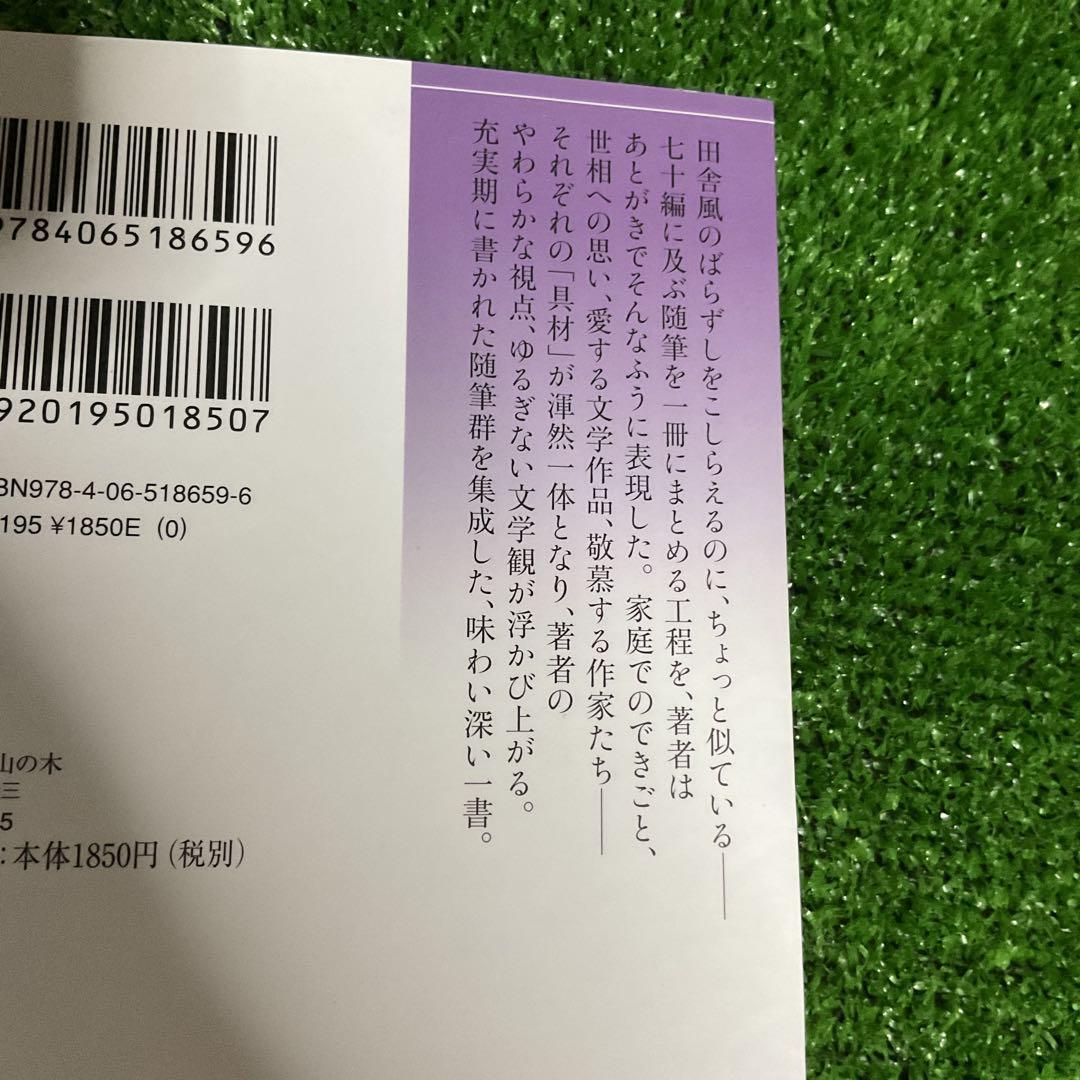 田舎風のばらずしをこしらえるのに、ちょっと似ている――
七十編に及ぶ随筆を一冊にまとめる工程を、著者は
あとがきでそんなふうに表現した。家庭でのできごと、
世相への思い、愛する文学作品、敬慕する作家たち――
それぞれの「具材」が渾然一体となり、著者の
やわらかな視点、ゆるぎない文学観が浮かび上がる。
充実期に書かれた随筆群を集成した、味わい深い一書。
9784065186596
920195018507
BN978-4-06-518659-6
195 ¥1850E (0)
山の木
三
5
:本体1850円(税別)